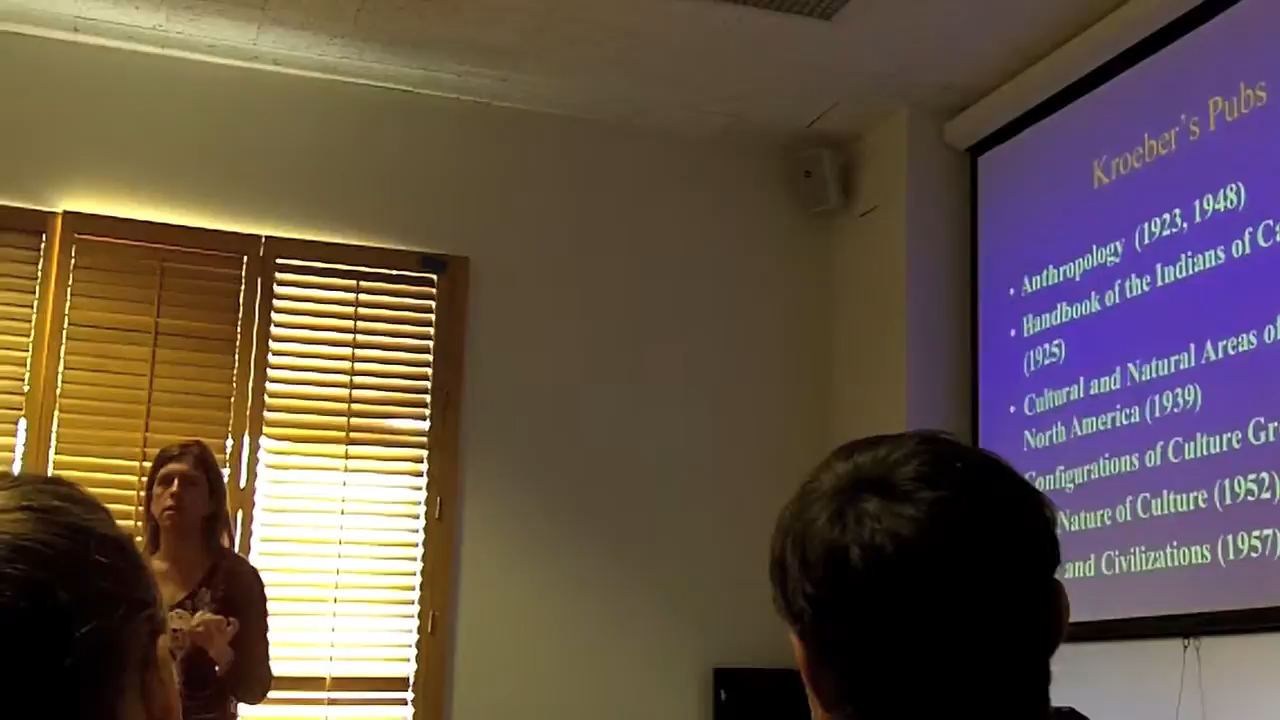 Kroeber's Pubs
• Anthropology (1923, 1948)
• Handbook of the Indians of
(1925)
• Cultural and Natural Areas of
North America (1939)
Configurations of Culture
Nature of Culture (1952)
and Civilizations (1957)